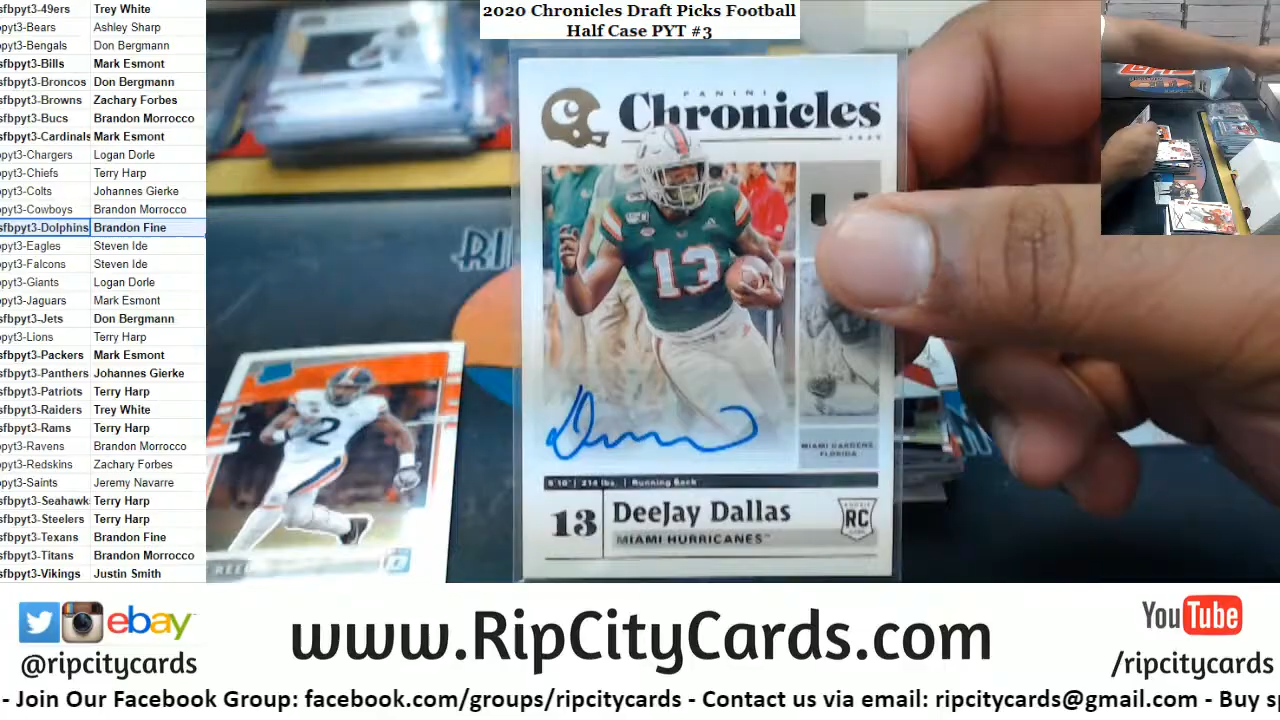 2020 Chronicles Draft Picks Football
Half Case PYT #3
sfbpyt3-49ers Trey White
pyt3-Bears Ashley Sharp
pyt3-Bengals Don Bergmann
sfbpyt3-Bills Mark Esmont
sfbpyt3-Broncos Don Bergmann
sfbpyt3-Browns Zachary Forbes
sfbpyt3-Bucs Brandon Morrocco
sfbpyt3-Cardinals Mark Esmont
pyt3-Chargers Logan Dorle
pyt3-Chiefs Terry Harp
pyt3-Colts Johannes Gierke
pyt3-Cowboys Brandon Morrocco
sfbpyt3-Dolphins Brandon Fine
pyt3-Eagles Steven Ide
pyt3-Falcons Steven Ide
pyt3-Giants Logan Dorle
pyt3-Jaguars Mark Esmont
sfbpyt3-Jets Don Bergmann
pyt3-Lions Terry Harp
sfbpyt3-Packers Mark Esmont
sfbpyt3-Panthers Johannes Gierke
sfbpyt3-Patriots Terry Harp
sfbpyt3-Raiders Trey White
sfbpyt3-Rams Terry Harp
pyt3-Ravens Brandon Morrocco
pyt3-Redskins Zachary Forbes
pyt3-Saints Jeremy Navarre
sfbpyt3-Seahawk Terry Harp
sfbpyt3-Steelers Terry Harp
sfbpyt3-Texans Brandon Fine
sfbpyt3-Titans Brandon Morrocco
sfbpyt3-Vikings Justin Smith
PANINI
Chronicles
2020
13
RI
2
MIAMI GARDENS,
FLORIDA
5'10" | 214 lbs. | Running Back
13 DeeJay Dallas
MIAMI HURRICANES™
RC
REED
ebay
@ripcitycards
www.RipCityCards.com
YouTube
/ripcitycards
- Join Our Facebook Group: facebook.com/groups/ripcitycards - Contact us via email: ripcitycards@gmail.com - Buy